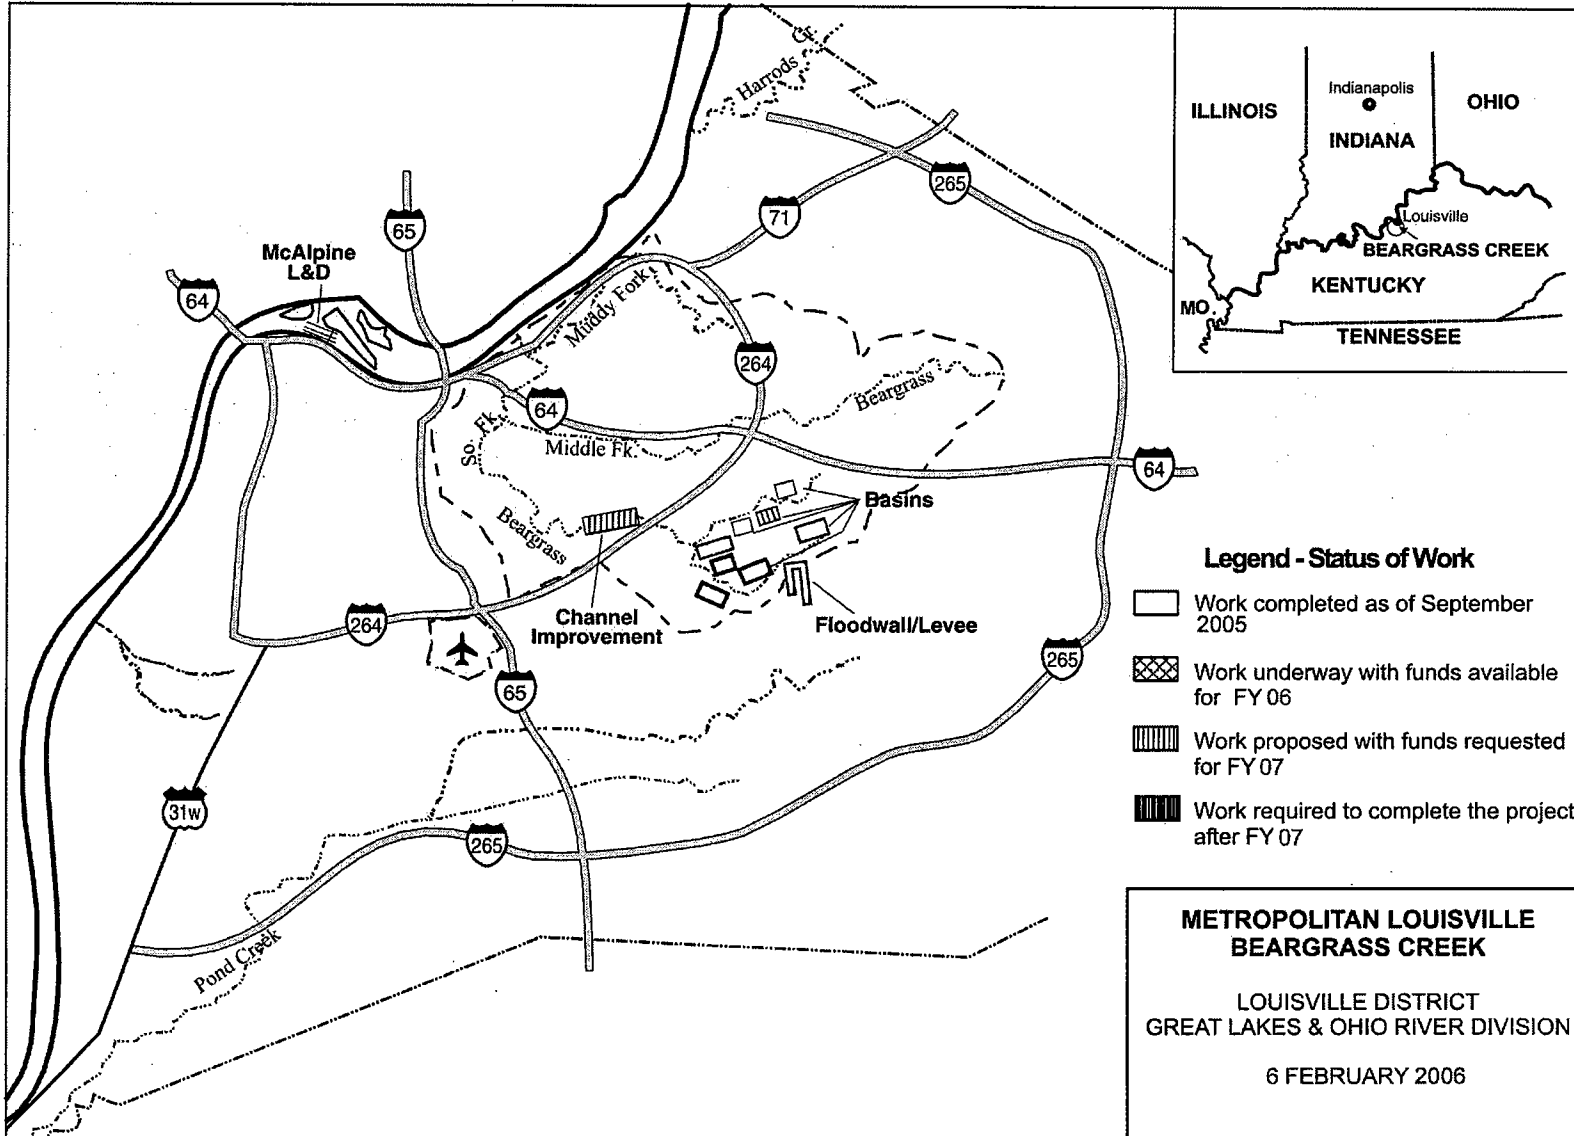 Harrods Cr.
265
71
65
McAlpine
L&D
64
Muddy Fork
264
64
Beargrass
So. Fk.
Middle Fk.
64
Basins
Beargrass
Channel
Improvement
Floodwall/Levee
264
65
265
31W
265
Pond Creek
ILLINOIS
Indianapolis
OHIO
INDIANA
Louisville
BEARGRASS CREEK
KENTUCKY
MO.
TENNESSEE
Legend - Status of Work
Work completed as of September
2005
Work underway with funds available
for FY 06
Work proposed with funds requested
for FY 07
Work required to complete the project
after FY 07
METROPOLITAN LOUISVILLE
BEARGRASS CREEK
LOUISVILLE DISTRICT
GREAT LAKES & OHIO RIVER DIVISION
6 FEBRUARY 2006